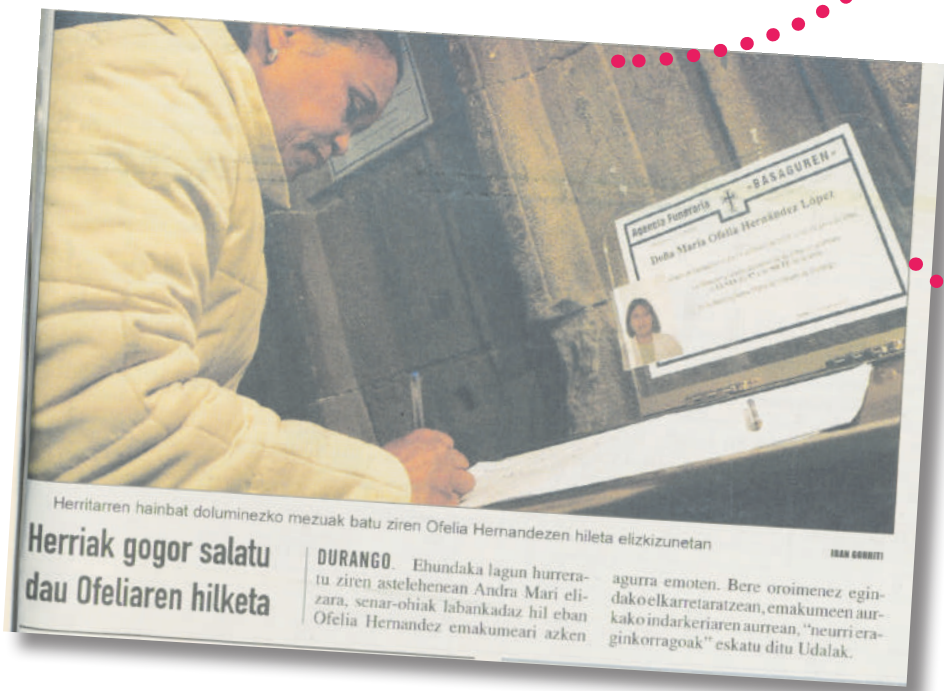 Agencia Funeraria «BASAGUREN»
Doña María Ofelia Hernández López
Herritarren hainbat doluminezko mezuak batu ziren Ofelia Hernandezen hileta elizkizunetan
IBAN GORRITI
Herriak gogor salatu
dau Ofeliaren hilketa
DURANGO. Ehundaka lagun hurrera-
tu ziren astelehenean Andra Mari eli-
zara, senar-ohiak labankadaz hil eban
Ofelia Hernandez emakumeari azken
agurra emoten. Bere oroimenez egin-
dako elkarretaratzean, emakumeen aur-
kako indarkeriaren aurrean, “neurri era-
ginkorragoak” eskatu ditu Udalak.